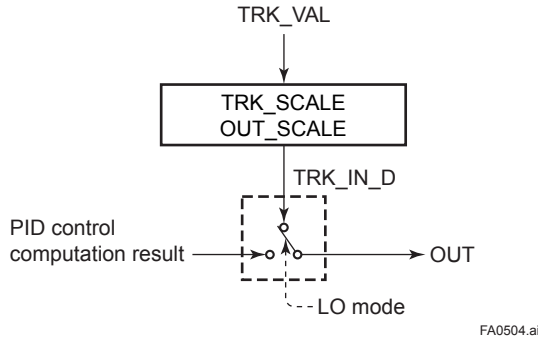 TRK_VAL
TRK_SCALE
OUT_SCALE
TRK_IN_D
PID control
computation result
OUT
LO mode
FA0504.ai